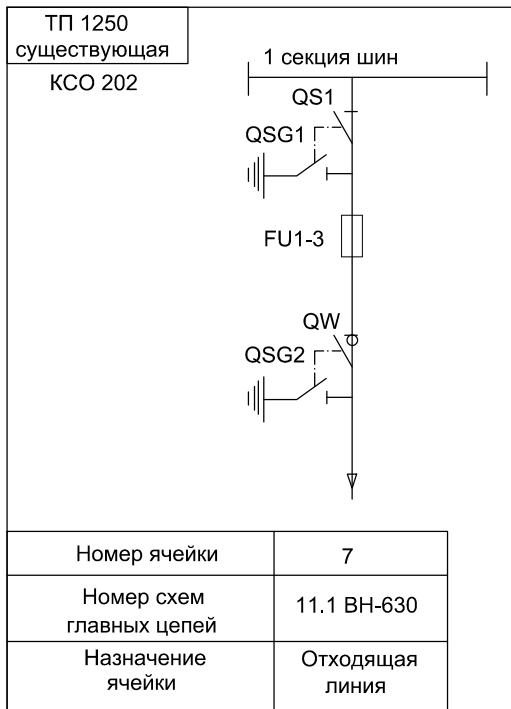 ТП 1250
существующая
КСО 202
1 секция шин
QS1
QSG1
FU1-3
QW
QSG2
Номер ячейки
7
Номер схем
главных цепей
11.1 ВН-630
Назначение
ячейки
Отходящая
линия